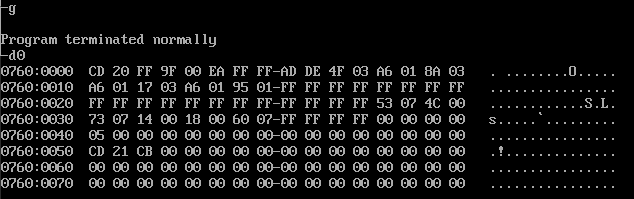 -g

Program terminated normally
-d0
0760:0000  CD 20 FF 9F 00 EA FF FF-AD DE 4F 03 A6 01 8A 03   . ........O.....
0760:0010  A6 01 17 03 A6 01 95 01-FF FF FF FF FF FF FF FF   ................
0760:0020  FF FF FF FF FF FF FF FF-FF FF FF FF 53 07 4C 00   ............S.L.
0760:0030  73 07 14 00 18 00 60 07-FF FF FF FF 00 00 00 00   s.....`.........
0760:0040  05 00 00 00 00 00 00 00-00 00 00 00 00 00 00 00   ................
0760:0050  CD 21 CB 00 00 00 00 00-00 00 00 00 00 00 00 00   .!..............
0760:0060  00 00 00 00 00 00 00 00-00 00 00 00 00 00 00 00   ................
0760:0070  00 00 00 00 00 00 00 00-00 00 00 00 00 00 00 00   ................